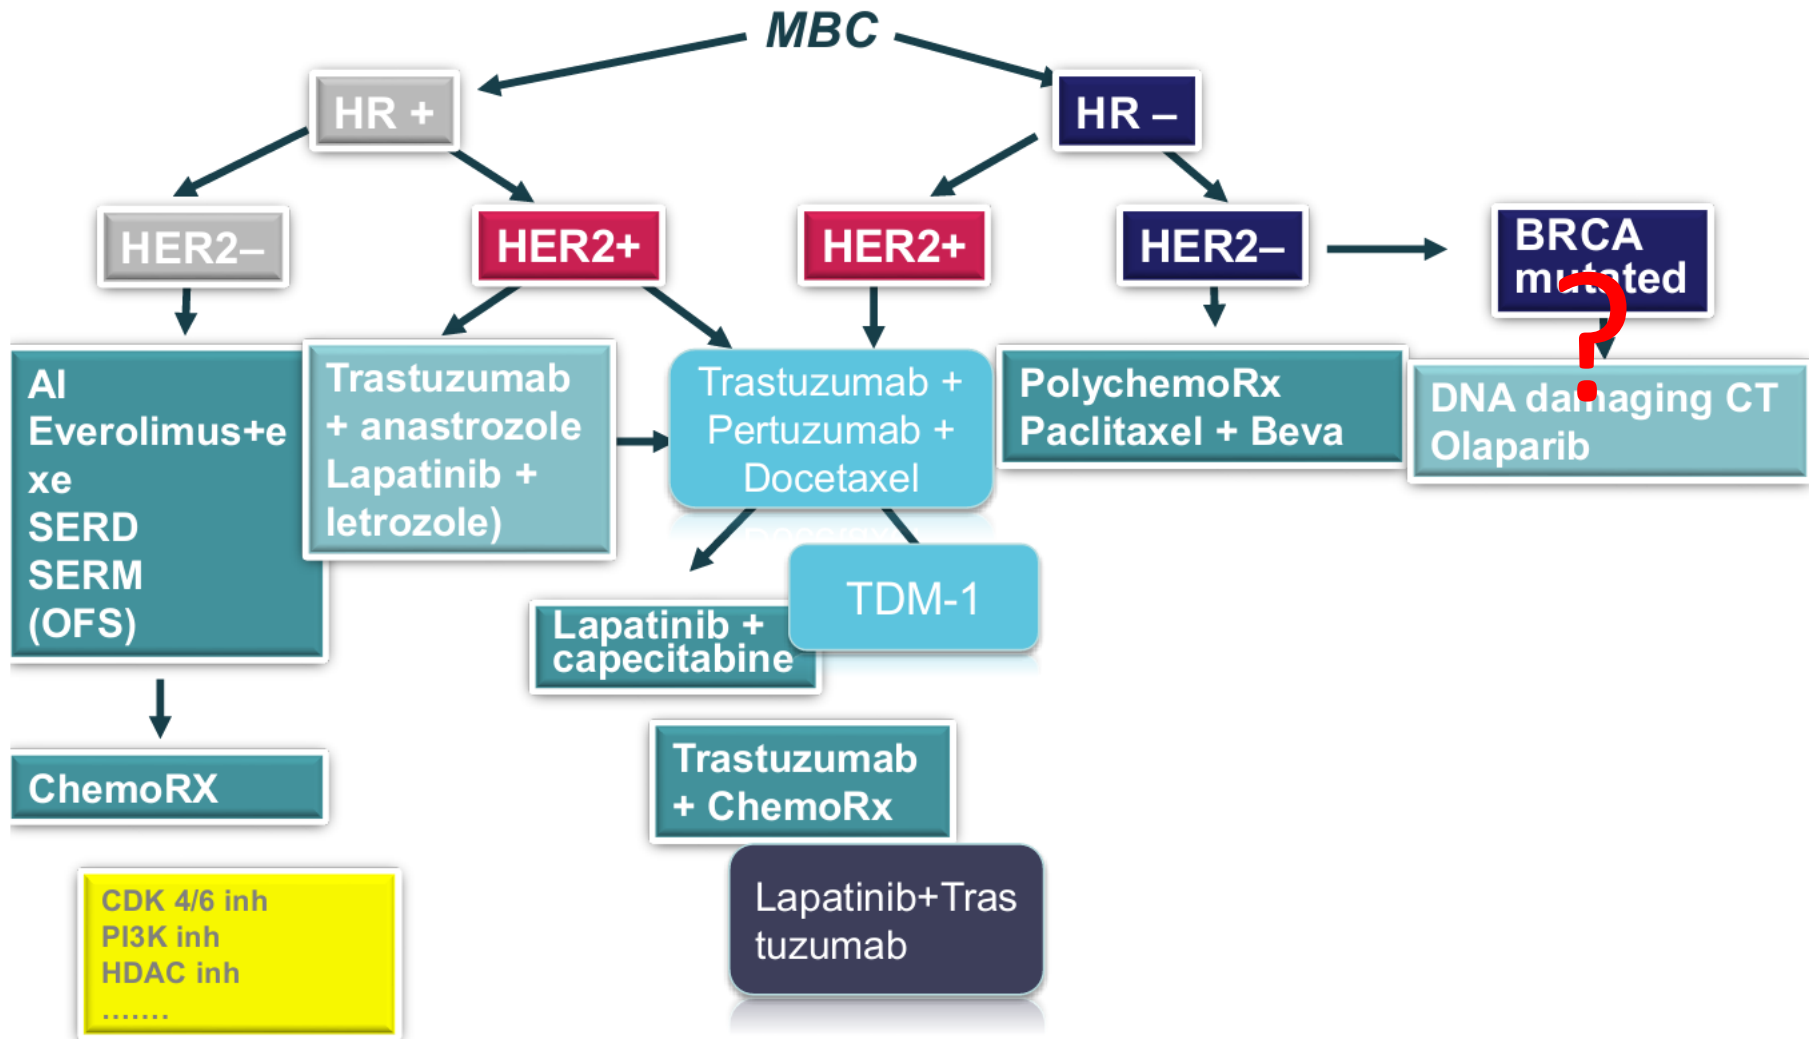 MBC
HR +
HR –
HER2–
HER2+
HER2+
HER2–
BRCA
mutated
?
AI
Everolimus+e
xe
SERD
SERM
(OFS)
Trastuzumab
+ anastrozole
Lapatinib +
letrozole)
Trastuzumab +
Pertuzumab +
Docetaxel
PolychemoRx
Paclitaxel + Beva
DNA damaging CT
Olaparib
TDM-1
Lapatinib +
capecitabine
Trastuzumab
+ ChemoRx
ChemoRX
Lapatinib+Tras
tuzumab
CDK 4/6 inh
PI3K inh
HDAC inh
.......